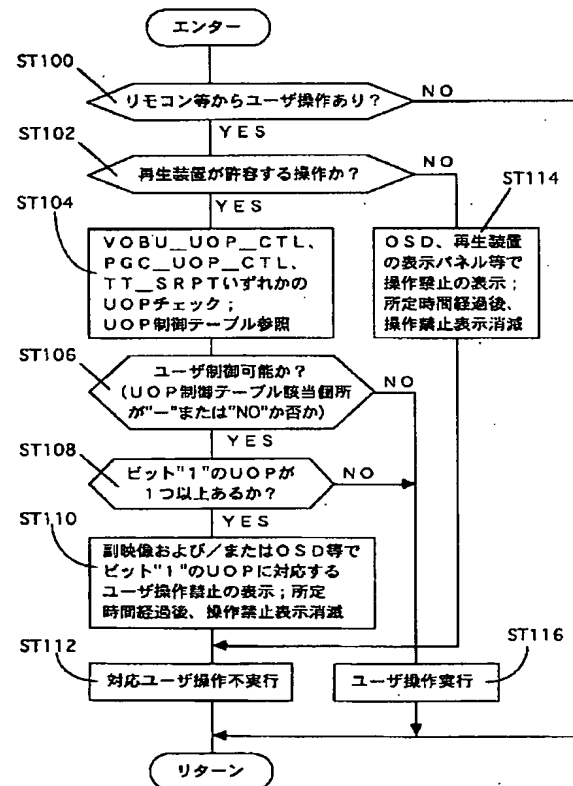 エンター
ST100
リモコン等からユーザ操作あり？
NO
YES
ST102
再生装置が許容する操作か？
NO
YES
ST104
VOBU__UOP__CTL、
PGC__UOP__CTL、
TT__SRPTいずれかの
UOPチェック；
UOP制御テーブル参照
ST114
OSD、再生装置
の表示パネル等で
操作禁止の表示；
所定時間経過後、
操作禁止表示消滅
ST106
ユーザ制御可能か？
(UOP制御テーブル該当個所
が"ー"または"NO"か否か)
NO
YES
ST108
ビット"1"のUOPが
1つ以上あるか？
NO
YES
ST110
副映像および／またはOSD等で
ビット"1"のUOPに対応する
ユーザ操作禁止の表示；所定
時間経過後、操作禁止表示消滅
ST112
対応ユーザ操作不実行
ST116
ユーザ操作実行
リターン